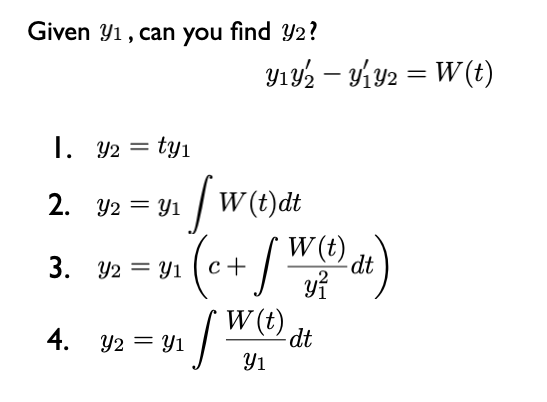 Given y₁, can you find y₂?
y₁y₂′ − y₁′y₂ = W(t)
1. y₂ = ty₁
2. y₂ = y₁ ∫ W(t)dt
3. y₂ = y₁ (c + ∫ W(t)/y₁² dt)
4. y₂ = y₁ ∫ W(t)/y₁ dt